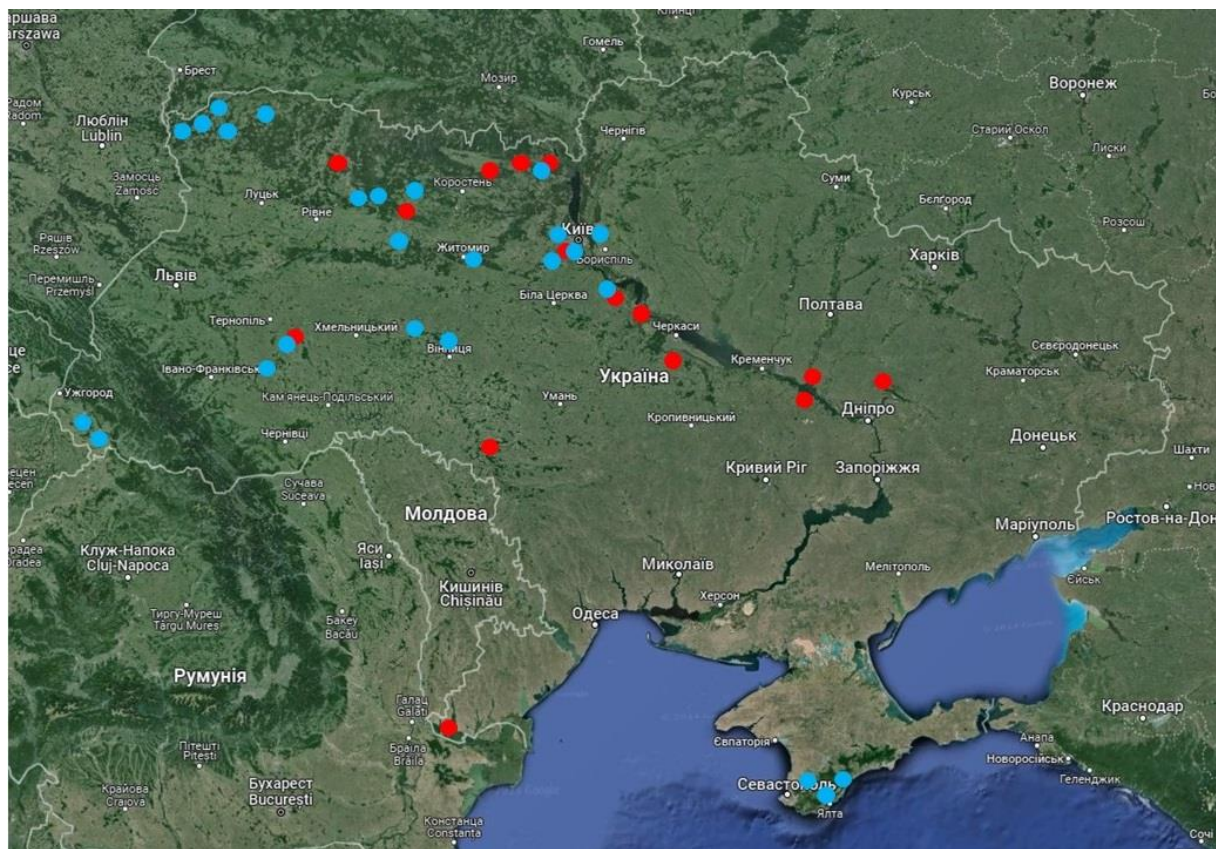 аршава
arszawa
Брест
Гомель
Клинці
Мозир
Курськ
Воронеж
Радом
Radom
Люблін
Lublin
Чернігів
Старий Оскол
Лиски
Замосць
Zamość
Луцьк
Рівне
Коростень
Суми
Бєлґород
Розсош
Ряшів
Rzeszów
Київ
Бориспіль
Житомир
Харків
Перемишль
Przemyśl
Львів
Біла Церква
Полтава
Тернопіль
Хмельницький
Вінниця
Черкаси
Сєвєродонецьк
Івано-Франківськ
Україна
Кременчук
Краматорськ
Ужгород
Кам'янець-Подільський
Умань
Кропивницький
Дніпро
Чернівці
Донецьк
Шахти
Кривий Ріг
Запоріжжя
Сучава
Suceava
Молдова
Маріуполь
Ростов-на-Дон
Клуж-Напока
Cluj-Napoca
Яси
Iași
Кишинів
Chișinău
Миколаїв
Мелітополь
Єйськ
Херсон
Тиргу-Муреш
Târgu Mureș
Бакеу
Bacău
Одеса
Румунія
Галац
Galați
Краснодар
Пітешті
Pitești
Браїла
Brăila
Євпаторія
Анапа
Новоросійськ
Геленджик
Крайова
Craiova
Бухарест
București
Севастополь
Ялта
Констанца
Constanța
Сочі